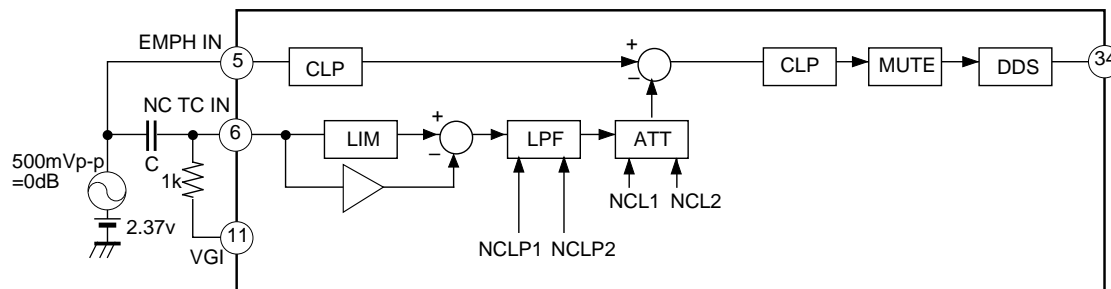 EMPH IN
5
CLP
+
−
CLP
MUTE
DDS
34
NC TC IN
6
LIM
+
−
LPF
ATT
500mVp-p
=0dB
C
1k
NCL1
NCL2
2.37v
11
VGI
NCLP1
NCLP2